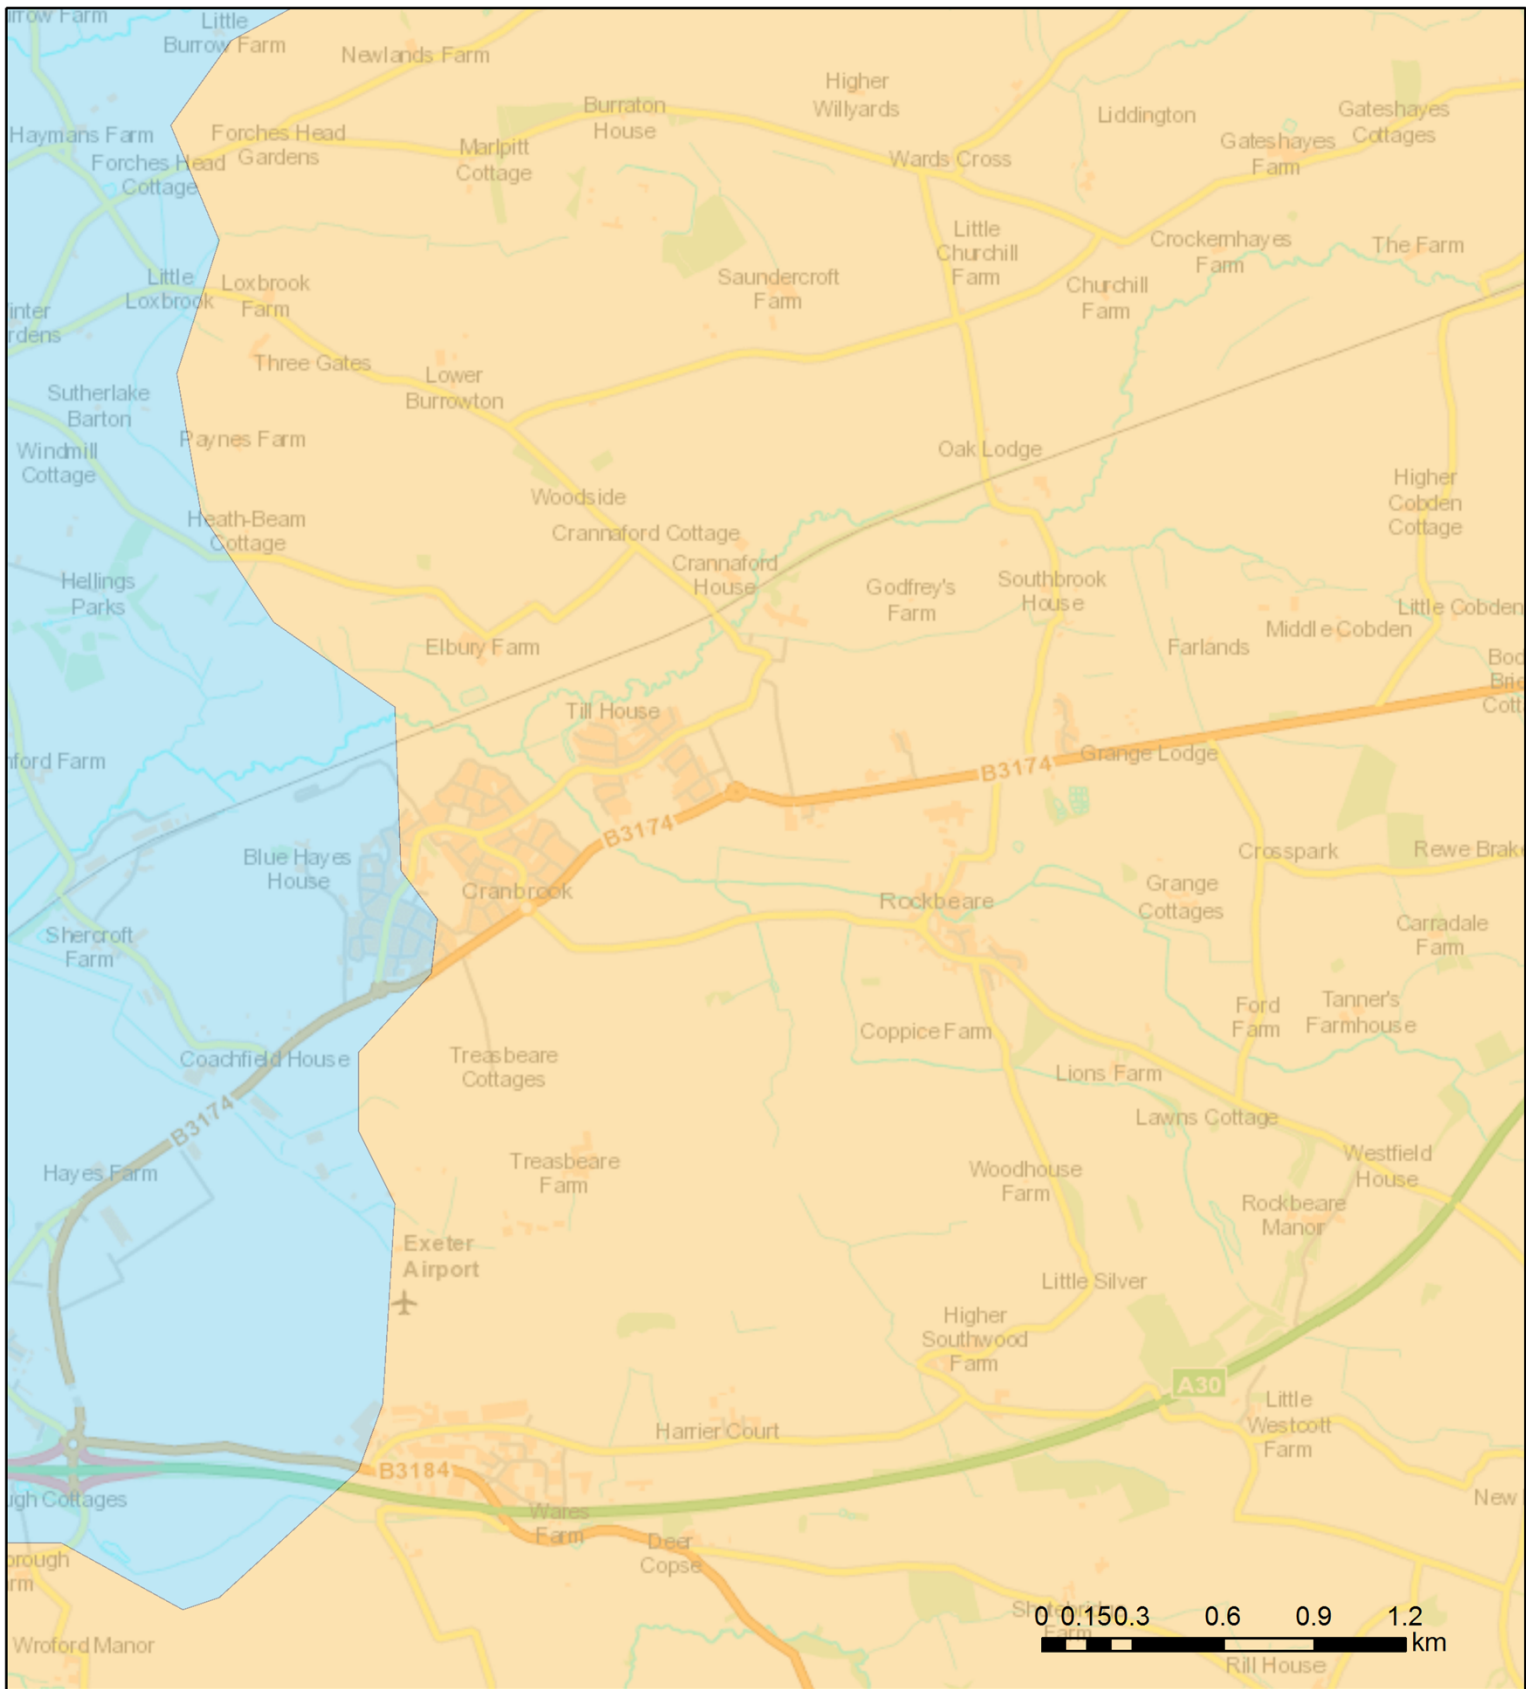 Little
Burrow Farm
Newlands Farm
Higher
Willyards
Burraton
House
Liddington
Gateshayes
Cottages
Gateshayes
Farm
Haymans Farm
Forches Head
Gardens
Forches Head
Cottage
Marlpitt
Cottage
Wards Cross
Little
Churchill
Farm
Crockernhayes
Farm
The Farm
Little
Loxbrook
Loxbrook
Farm
Saundercroft
Farm
Churchill
Farm
Three Gates
Lower
Burrowton
Sutherlake
Barton
Paynes Farm
Windmill
Cottage
Oak Lodge
Woodside
Higher
Cobden
Cottage
Heath-Beam
Cottage
Crannaford Cottage
Crannaford
House
Hellings
Parks
Godfrey's
Farm
Southbrook
House
Little Cobden
Middle Cobden
Elbury Farm
Farlands
Till House
nford Farm
Grange Lodge
B3174
B3174
Blue Hayes
House
Cranbrook
Crosspark
Rewe Brake
Rockbeare
Grange
Cottages
Shercroft
Farm
Carradale
Farm
Ford
Farm
Tanner's
Farmhouse
Coppice Farm
Coachfield House
Treasbeare
Cottages
Lions Farm
Lawns Cottage
B3174
Hayes Farm
Treasbeare
Farm
Woodhouse
Farm
Westfield
House
Rockbeare
Manor
Exeter
Airport
Little Silver
Higher
Southwood
Farm
A30
Little
Westcott
Farm
Harrier Court
B3184
ugh Cottages
Wares
Farm
New
Deer
Copse
Wroford Manor
Rill House
0 0.15 0.3 0.6 0.9 1.2
km